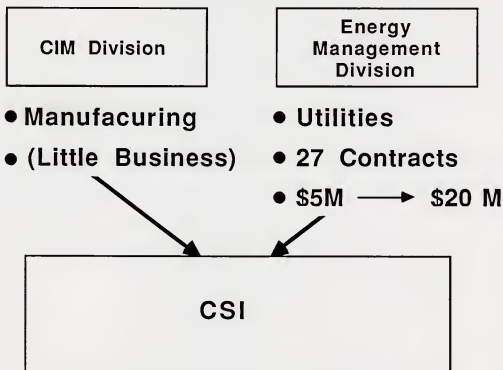 CIM Division
Energy
Management
Division
● Manufacuring
● (Little Business)
● Utilities
● 27 Contracts
● $5M ⟶ $20 M
CSI